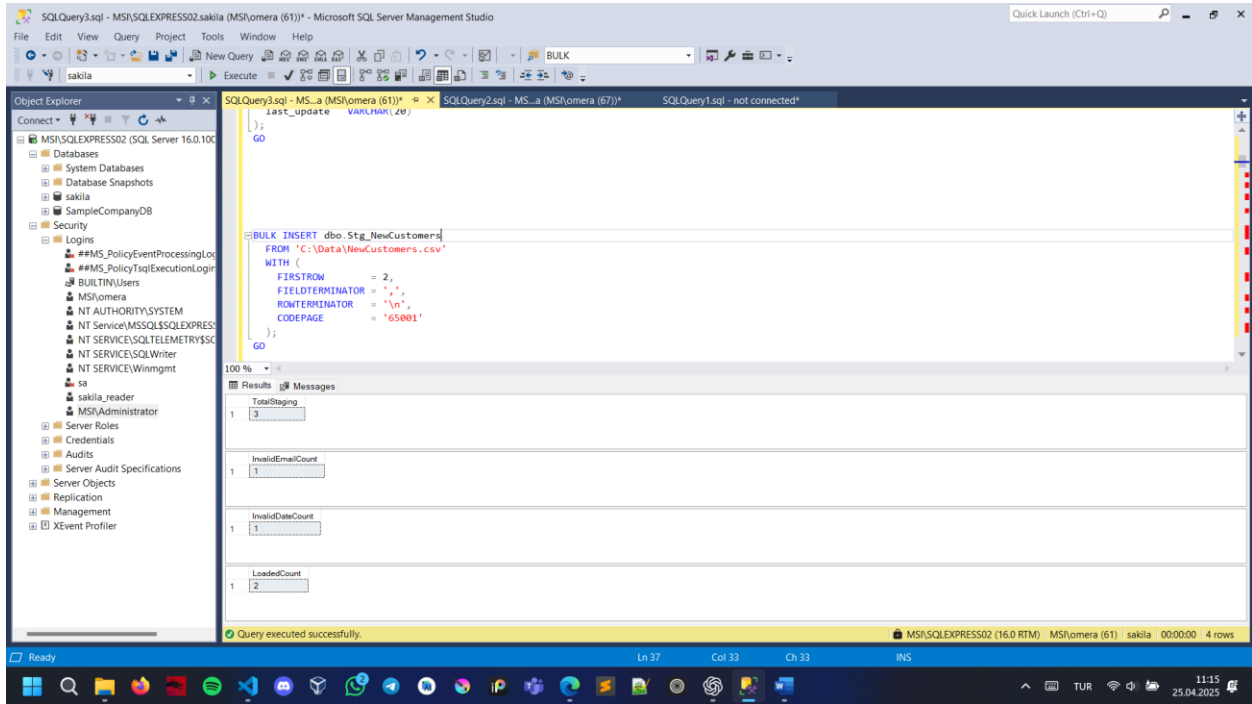 SQLQuery3.sql - MSI\SQLEXPRESS02.sakila (MSI\omera (61))* - Microsoft SQL Server Management Studio
Quick Launch (Ctrl+Q)
File Edit View Query Project Tools Window Help
New Query
BULK
sakila
Execute
Object Explorer
SQLQuery3.sql - MS...a (MSI\omera (61))*
SQLQuery2.sql - MS...a (MSI\omera (67))*
SQLQuery1.sql - not connected*
Connect
MSI\SQLEXPRESS02 (SQL Server 16.0.100
Databases
System Databases
Database Snapshots
sakila
SampleCompanyDB
Security
Logins
##MS_PolicyEventProcessingLog
##MS_PolicyTsqlExecutionLogin
BUILTIN\Users
MSI\omera
NT AUTHORITY\SYSTEM
NT Service\MSSQL$SQLEXPRESS
NT SERVICE\SQLTELEMETRY$SC
NT SERVICE\SQLWriter
NT SERVICE\Winmgmt
sa
sakila_reader
MSI\Administrator
Server Roles
Credentials
Audits
Server Audit Specifications
Server Objects
Replication
Management
XEvent Profiler
last_update VARCHAR(20)
);
GO
BULK INSERT dbo.Stg_NewCustomers
FROM 'C:\Data\NewCustomers.csv'
WITH (
FIRSTROW = 2,
FIELDTERMINATOR = ',',
ROWTERMINATOR = '\n',
CODEPAGE = '65001'
);
GO
100 %
Results Messages
TotalStaging
1 3
InvalidEmailCount
1 1
InvalidDateCount
1 1
LoadedCount
1 2
Query executed successfully.
MSI\SQLEXPRESS02 (16.0 RTM) MSI\omera (61) sakila 00:00:00 4 rows
Ready
Ln 37 Col 33 Ch 33 INS
TUR
11:15
25.04.2025